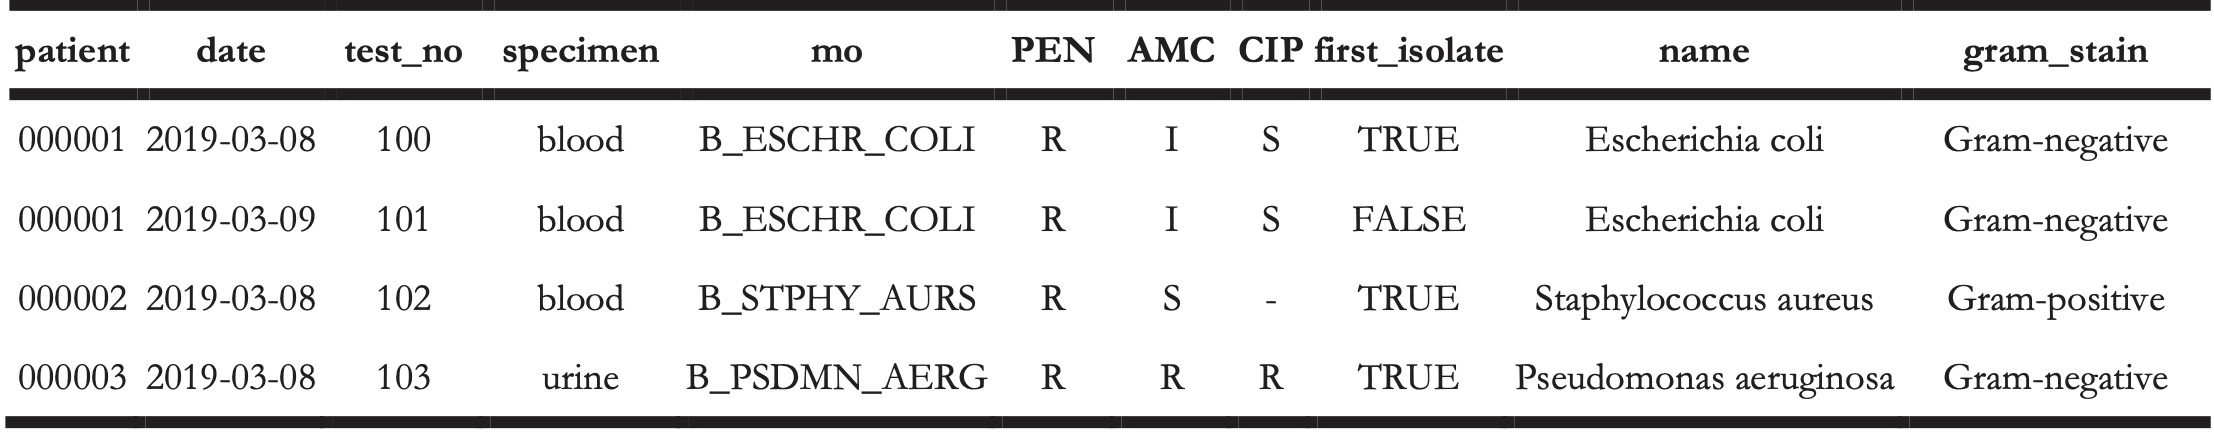 patient date test_no specimen mo PEN AMC CIP first_isolate name gram_stain
000001 2019-03-08 100 blood B_ESCHR_COLI R I S TRUE Escherichia coli Gram-negative
000001 2019-03-09 101 blood B_ESCHR_COLI R I S FALSE Escherichia coli Gram-negative
000002 2019-03-08 102 blood B_STPHY_AURS R S - TRUE Staphylococcus aureus Gram-positive
000003 2019-03-08 103 urine B_PSDMN_AERG R R R TRUE Pseudomonas aeruginosa Gram-negative